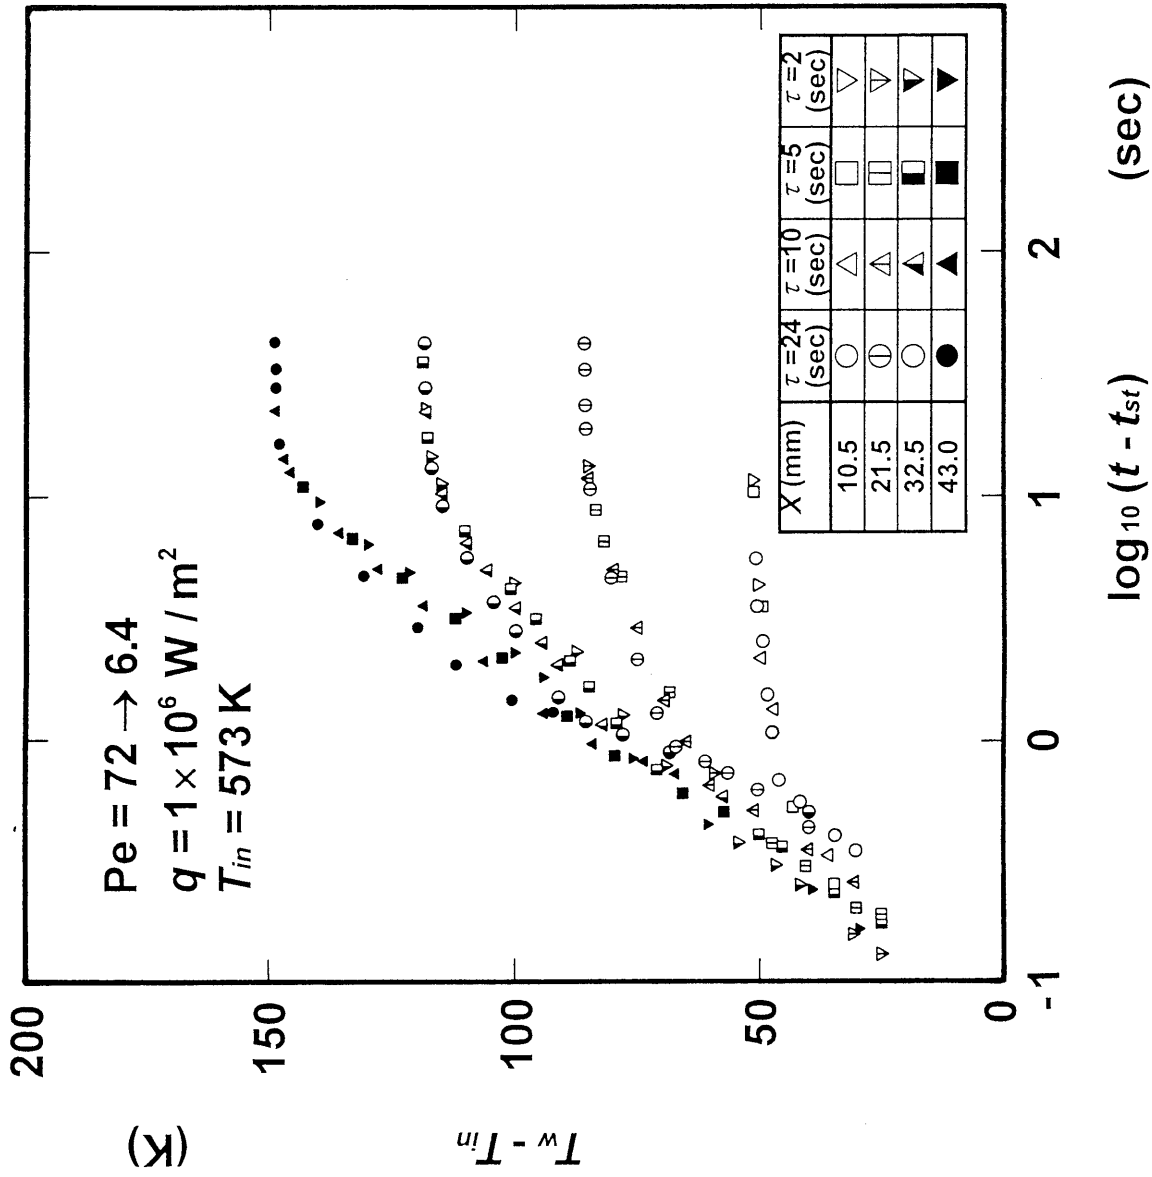 Pe = 72 → 6.4
q = 1 × 10⁶ W / m²
Tin = 573 K
(K)
Tw - Tin
200
150
100
50
0
-1
0
1
2
log10 (t - tst) (sec)
X (mm) τ=24 (sec) τ=10 (sec) τ=5 (sec) τ=2 (sec)
10.5 ○ △ □ ▽
21.5
32.5
43.0 ● ▲ ■ ▼